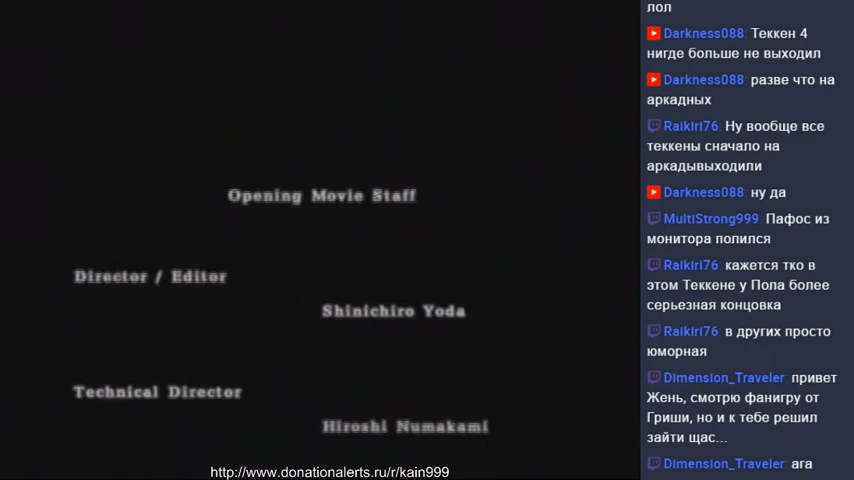 Opening Movie Staff
Director / Editor
Shinichiro Yoda
Technical Director
Hiroshi Numakami
http://www.donationalerts.ru/r/kain999
лол
Darkness088: Теккен 4
нигде больше не выходил
Darkness088: разве что на
аркадных
Raikiri76: Ну вообще все
теккены сначало на
аркадывыходили
Darkness088: ну да
MultiStrong999: Пафос из
монитора полился
Raikiri76: кажется тко в
этом Теккене у Пола более
серьезная концовка
Raikiri76: в других просто
юморная
Dimension_Traveler: привет
Жень, смотрю фанигру от
Гриши, но и к тебе решил
зайти щас...
Dimension_Traveler: ага